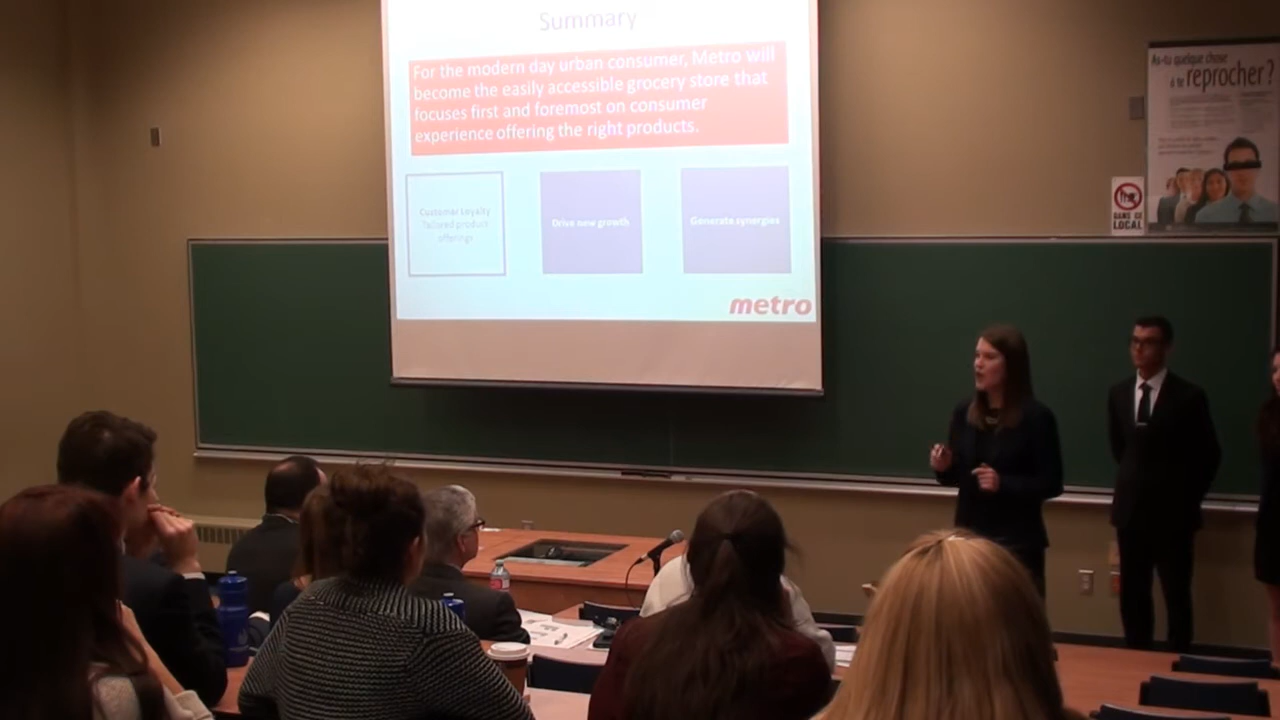 Summary
For the modern day urban consumer, Metro will
become the easily accessible grocery store that
focuses first and foremost on consumer
experience offering the right products.
Customer Loyalty
Tailored product
offerings
Drive new growth
Generate synergies
metro
As-tu quelque chose
à te reprocher?
DANS CE
LOCAL